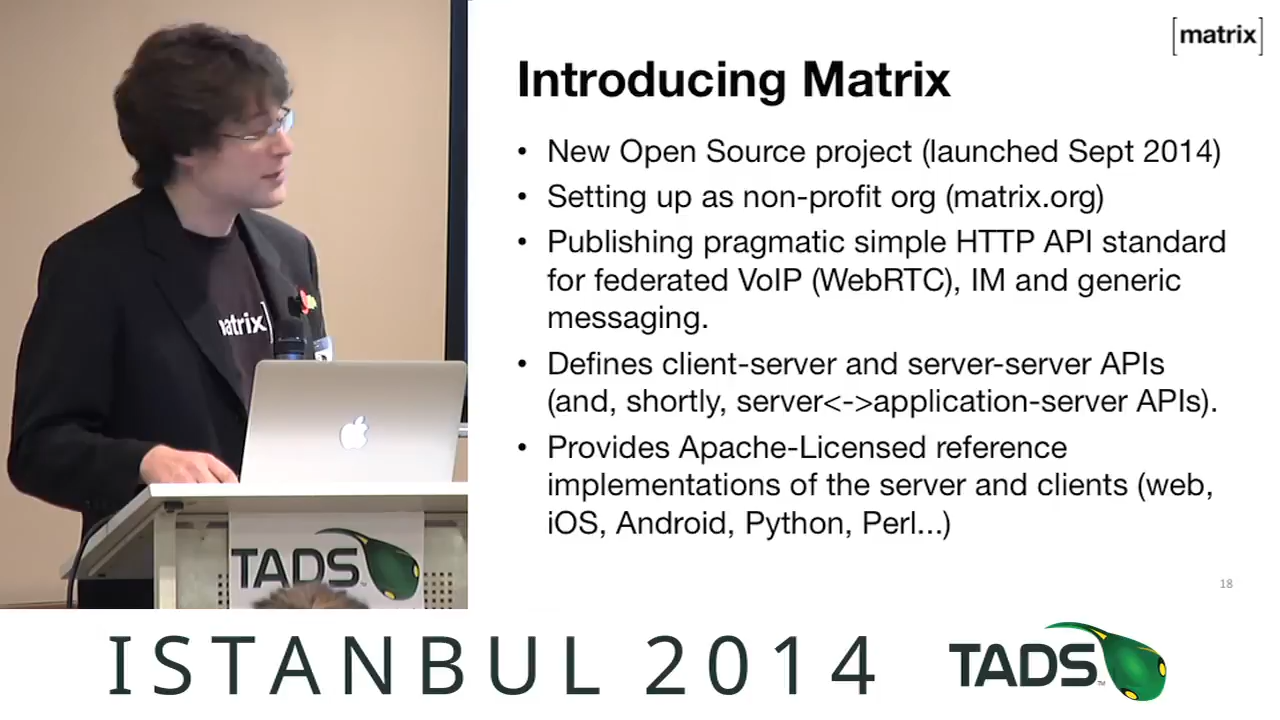 [matrix]
Introducing Matrix
• New Open Source project (launched Sept 2014)
• Setting up as non-profit org (matrix.org)
• Publishing pragmatic simple HTTP API standard
for federated VoIP (WebRTC), IM and generic
messaging.
• Defines client-server and server-server APIs
(and, shortly, server<->application-server APIs).
• Provides Apache-Licensed reference
implementations of the server and clients (web,
iOS, Android, Python, Perl...)
18
atrix]
TADS
ISTANBUL 2014
TADS™